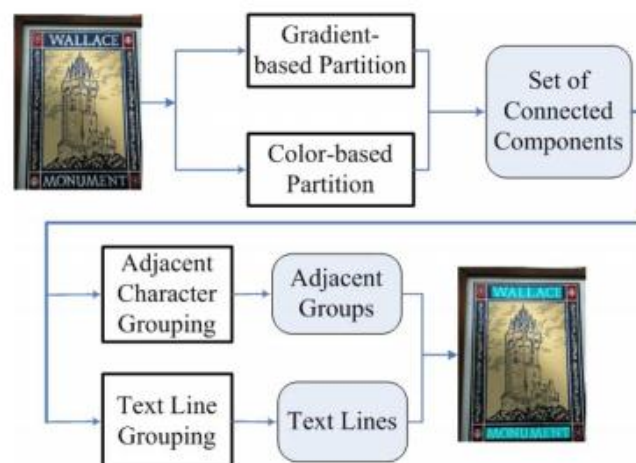 WALLACE
MONUMENT
Gradient-
based Partition
Color-based
Partition
Set of
Connected
Components
Adjacent
Character
Grouping
Adjacent
Groups
Text Line
Grouping
Text Lines
WALLACE
MONUMENT